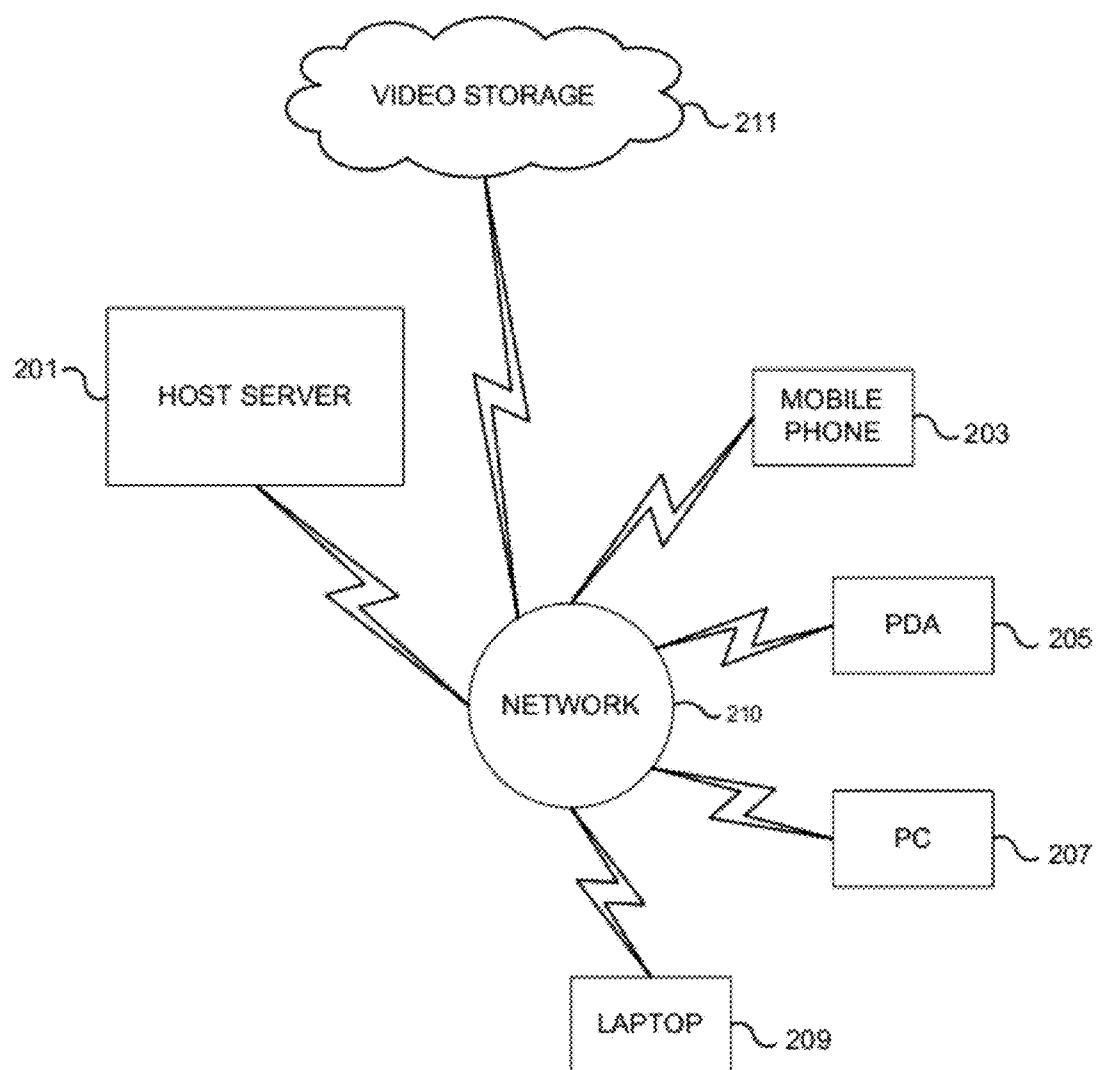 VIDEO STORAGE
211
201
HOST SERVER
MOBILE
PHONE
203
PDA
205
NETWORK
210
PC
207
LAPTOP
209